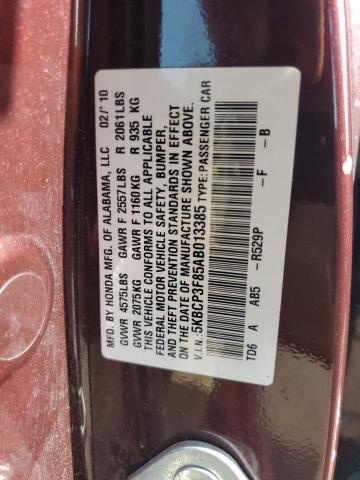 MFD. BY HONDA MFG. OF ALABAMA, LLC 02/'10
GVWR 4575LBS GAWR F 2557LBS R 2061LBS
GVWR 2075KG GAWR F 1160KG R 935 KG
THIS VEHICLE CONFORMS TO ALL APPLICABLE
FEDERAL MOTOR VEHICLE SAFETY, BUMPER,
AND THEFT PREVENTION STANDARDS IN EFFECT
ON THE DATE OF MANUFACTURE SHOWN ABOVE.
V.I.N.:5KBCP3F85AB013385 TYPE:PASSENGER CAR
TD6 A AB5 -R529P -F -B